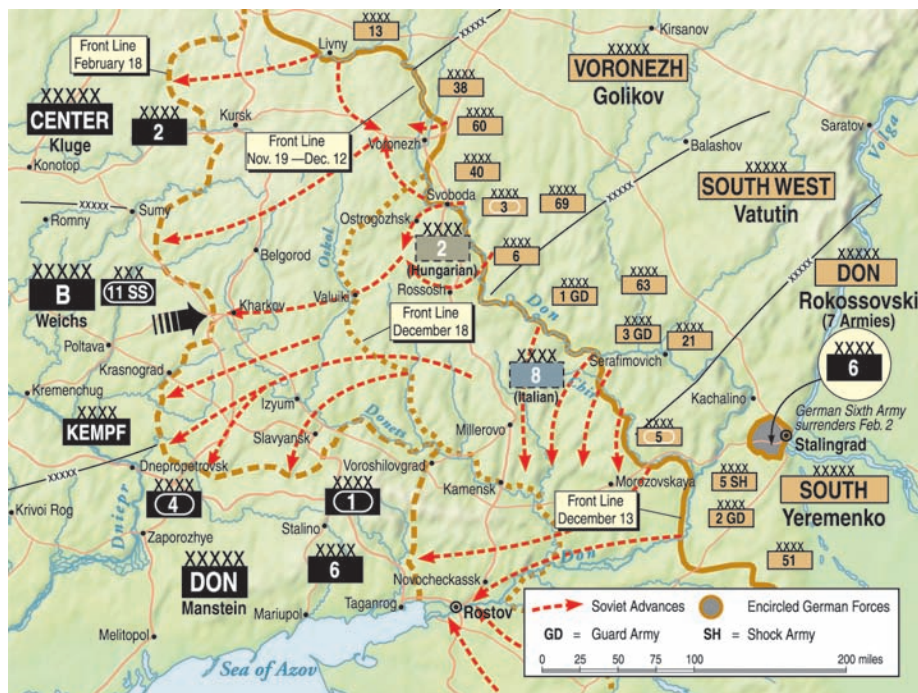 XXXX
13
Livny
Kirsanov
Front Line
February 18
XXXXX
VORONEZH
Golikov
XXXX
38
XXXXX
CENTER
Kluge
XXXX
2
Kursk
XXXX
60
Saratov
Volga
Front Line
Nov. 19 —Dec. 12
Voronezh
Balashov
Konotop
XXXX
40
XXXXX
SOUTH WEST
Vatutin
XXXXX
Svoboda
XXXX
3
XXXX
69
XXXXX
Romny
Sumy
Ostrogozhsk
XXXX
2
(Hungarian)
XXXX
6
Oskol
Belgorod
XXXXX
DON
Rokossovski
(7 Armies)
XXXXX
B
Weichs
XXX
11 SS
Rossosh
XXXX
1 GD
XXXX
63
XXXXX
Valuiki
Don
Kharkov
Front Line
December 18
XXXX
3 GD
XXXX
21
Poltava
Serafimovich
XXXX
6
Krasnograd
XXXX
8
(Italian)
Chir
Kremenchug
Izyum
Kachalino
German Sixth Army
surrenders Feb. 2
XXXX
KEMPF
Donets
Millerovo
XXXX
5
Stalingrad
Slavyansk
XXXXX
Dnepropetrovsk
Voroshilovgrad
XXXX
5 SH
XXXXX
SOUTH
Yeremenko
XXXX
4
XXXX
1
Kamensk
Morozovskaya
Front Line
December 13
XXXX
2 GD
Krivoi Rog
Dniepr
Zaporozhye
Stalino
XXXX
6
Don
XXXX
51
XXXXX
DON
Manstein
Novocheckassk
Taganrog
Rostov
Mariupol
Melitopol
Sea of Azov
Soviet Advances
Encircled German Forces
GD = Guard Army
SH = Shock Army
0 25 50 100 200 miles